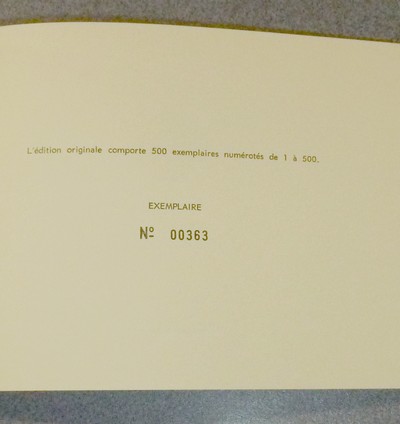 L'édition originale comporte 500 exemplaires numérotés de 1 à 500.
EXEMPLAIRE
Nº 00363